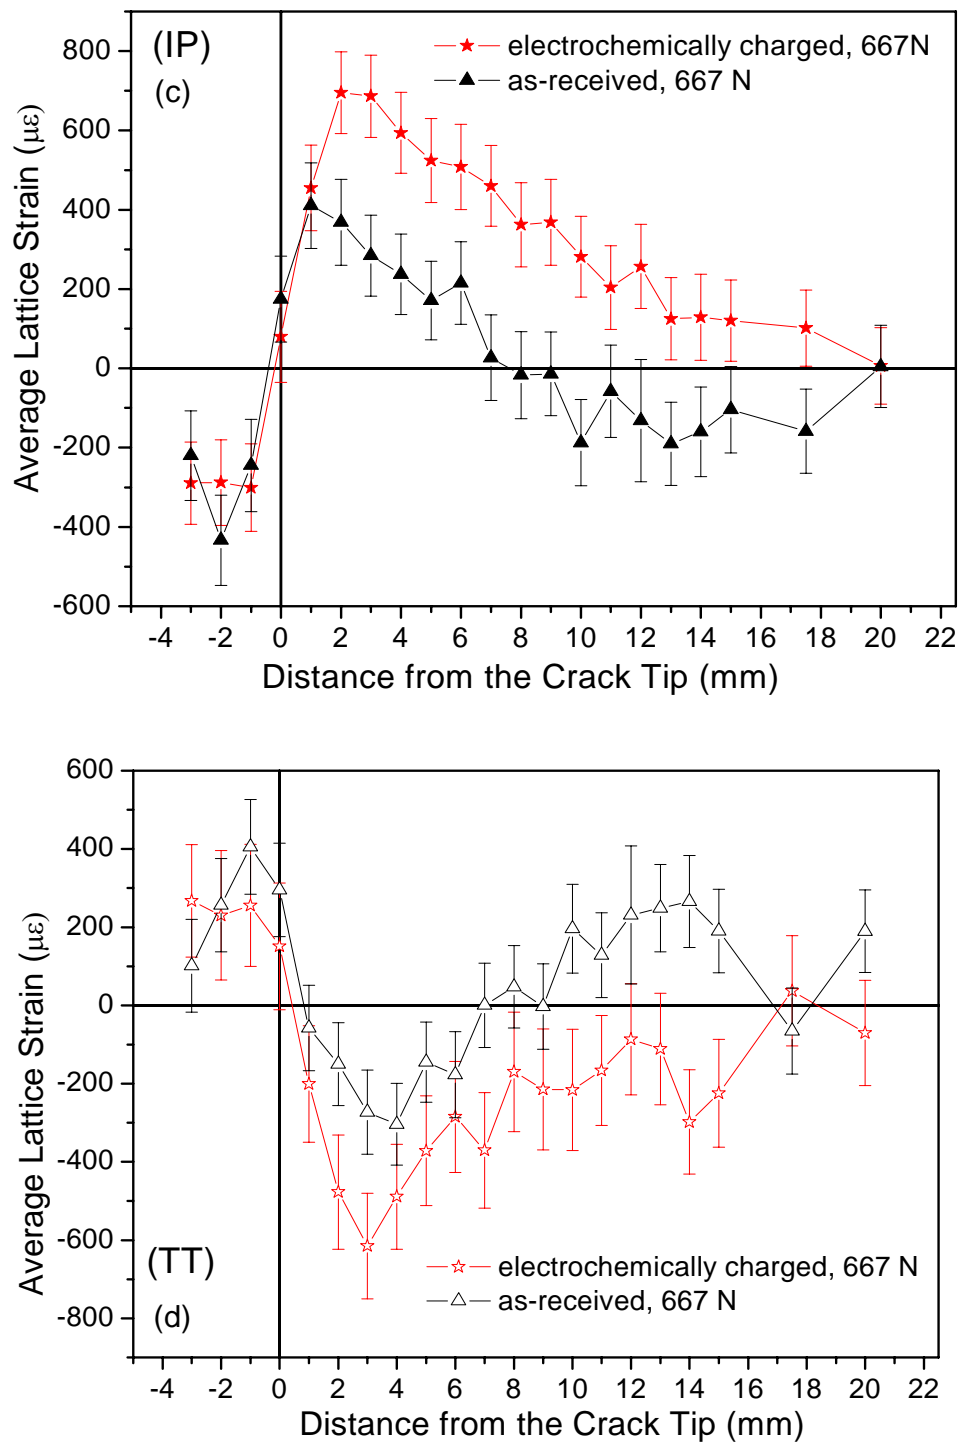 (IP)
(c)
electrochemically charged, 667N
as-received, 667 N
Average Lattice Strain (με)
800
600
400
200
0
-200
-400
-600
-4 -2 0 2 4 6 8 10 12 14 16 18 20 22
Distance from the Crack Tip (mm)
600
400
200
0
-200
-400
-600
-800
Average Lattice Strain (με)
(TT)
(d)
electrochemically charged, 667 N
as-received, 667 N
-4 -2 0 2 4 6 8 10 12 14 16 18 20 22
Distance from the Crack Tip (mm)